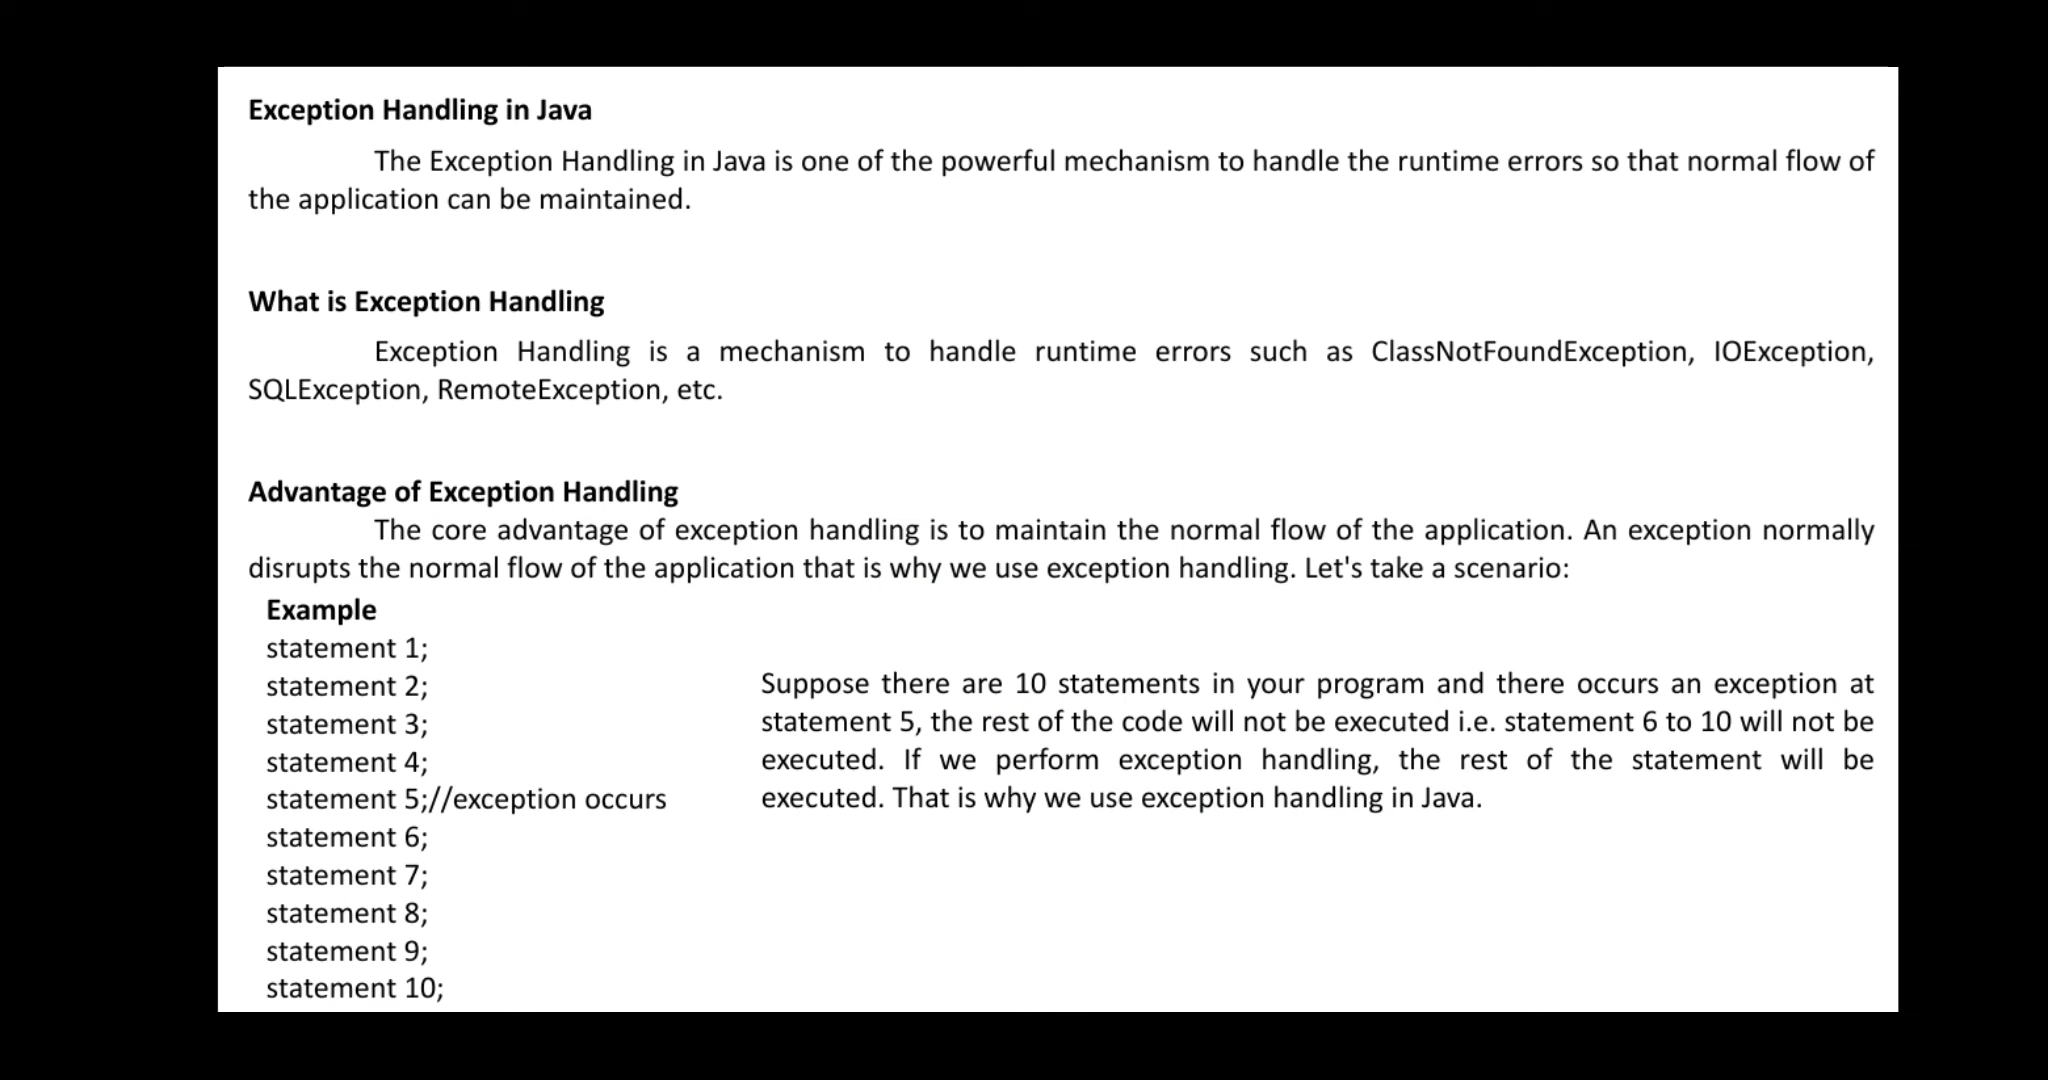 Exception Handling in Java
The Exception Handling in Java is one of the powerful mechanism to handle the runtime errors so that normal flow of
the application can be maintained.
What is Exception Handling
Exception Handling is a mechanism to handle runtime errors such as ClassNotFoundException, IOException,
SQLException, RemoteException, etc.
Advantage of Exception Handling
The core advantage of exception handling is to maintain the normal flow of the application. An exception normally
disrupts the normal flow of the application that is why we use exception handling. Let's take a scenario:
Example
statement 1;
statement 2;
statement 3;
statement 4;
statement 5;//exception occurs
statement 6;
statement 7;
statement 8;
statement 9;
statement 10;
Suppose there are 10 statements in your program and there occurs an exception at
statement 5, the rest of the code will not be executed i.e. statement 6 to 10 will not be
executed. If we perform exception handling, the rest of the statement will be
executed. That is why we use exception handling in Java.